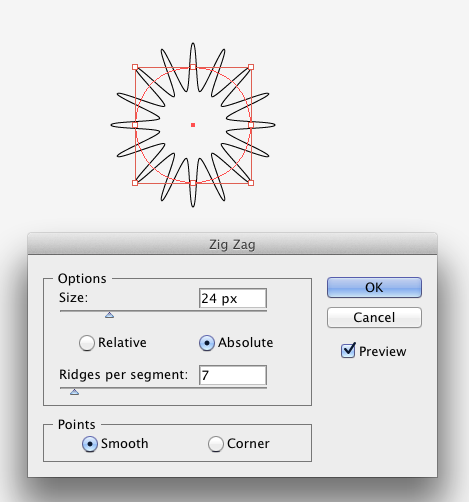 Zig Zag
Options
Size: 24 px
Relative Absolute
Ridges per segment: 7
Points
Smooth Corner
OK
Cancel
Preview